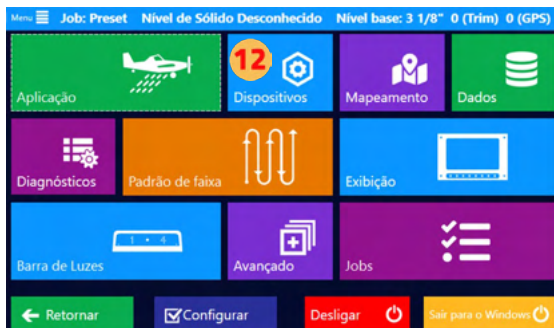 Menu Job: Preset Nível de Sólido Desconhecido Nível base: 3 1/8" 0 (Trim) 0 (GPS)
12
Aplicação Dispositivos Mapeamento Dados
Diagnósticos Padrão de faixa Exibição
1 • 4
Barra de Luzes Avançado Jobs
Retornar Configurar Desligar Sair para o Windows